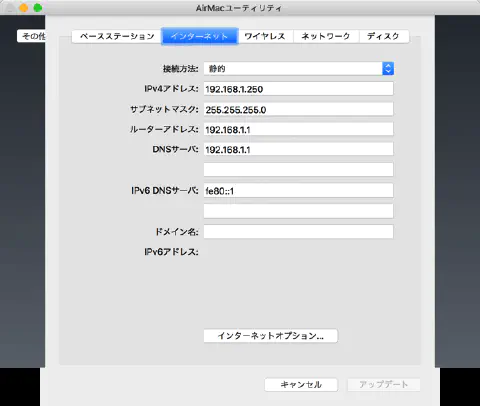 AirMacユーティリティ
その他
ベースステーション インターネット ワイヤレス ネットワーク ディスク
接続方法: 静的
IPv4アドレス: 192.168.1.250
サブネットマスク: 255.255.255.0
ルーターアドレス: 192.168.1.1
DNSサーバ: 192.168.1.1
IPv6 DNSサーバ: fe80::1
ドメイン名:
IPv6アドレス:
インターネットオプション...
キャンセル アップデート